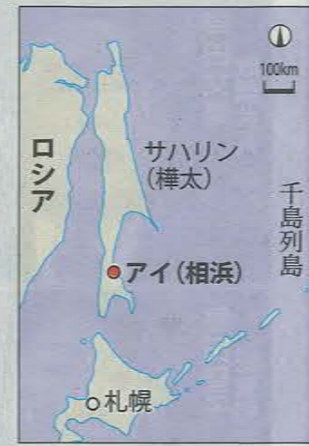 100km
ロシア
サハリン
(樺太)
千島列島
アイ(相浜)
札幌